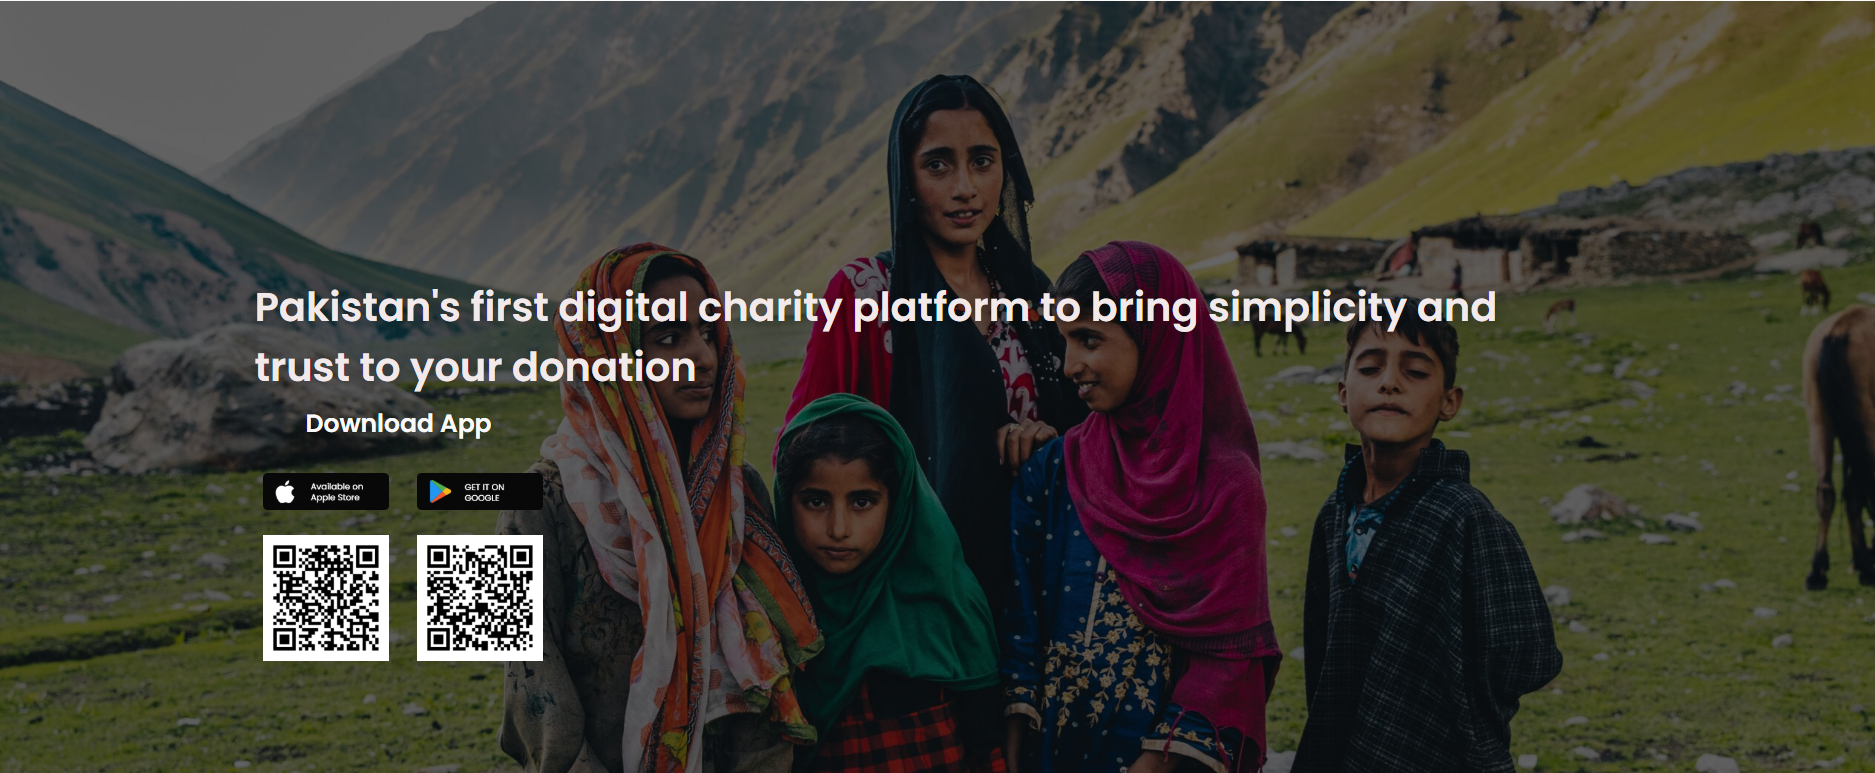 Pakistan's first digital charity platform to bring simplicity and
trust to your donation
Download App
Available on
Apple Store
GET IT ON
GOOGLE